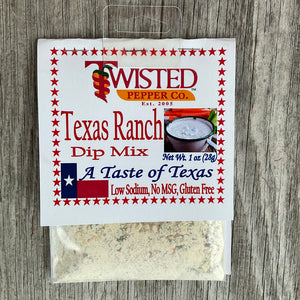 TWISTED
PEPPER CO.
EST. 2005
Texas Ranch
Dip Mix
Net Wt. 1 oz (28g)
A Taste of Texas
Low Sodium, No MSG, Gluten Free